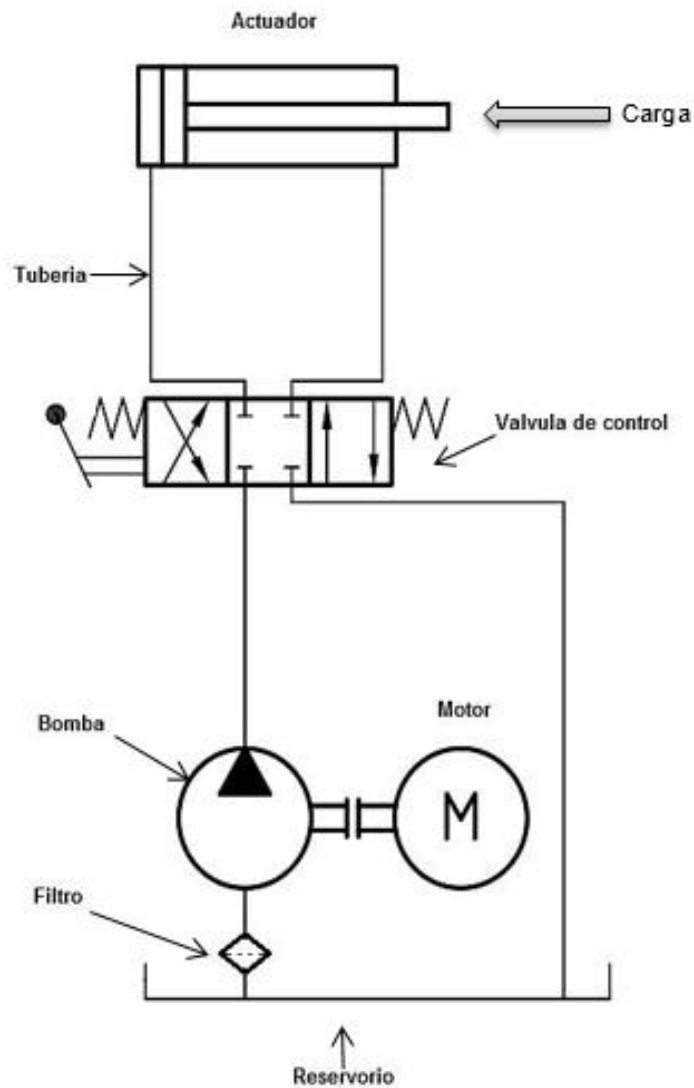 Actuador
Carga
Tuberia
Valvula de control
Motor
Bomba
M
Filtro
Reservorio